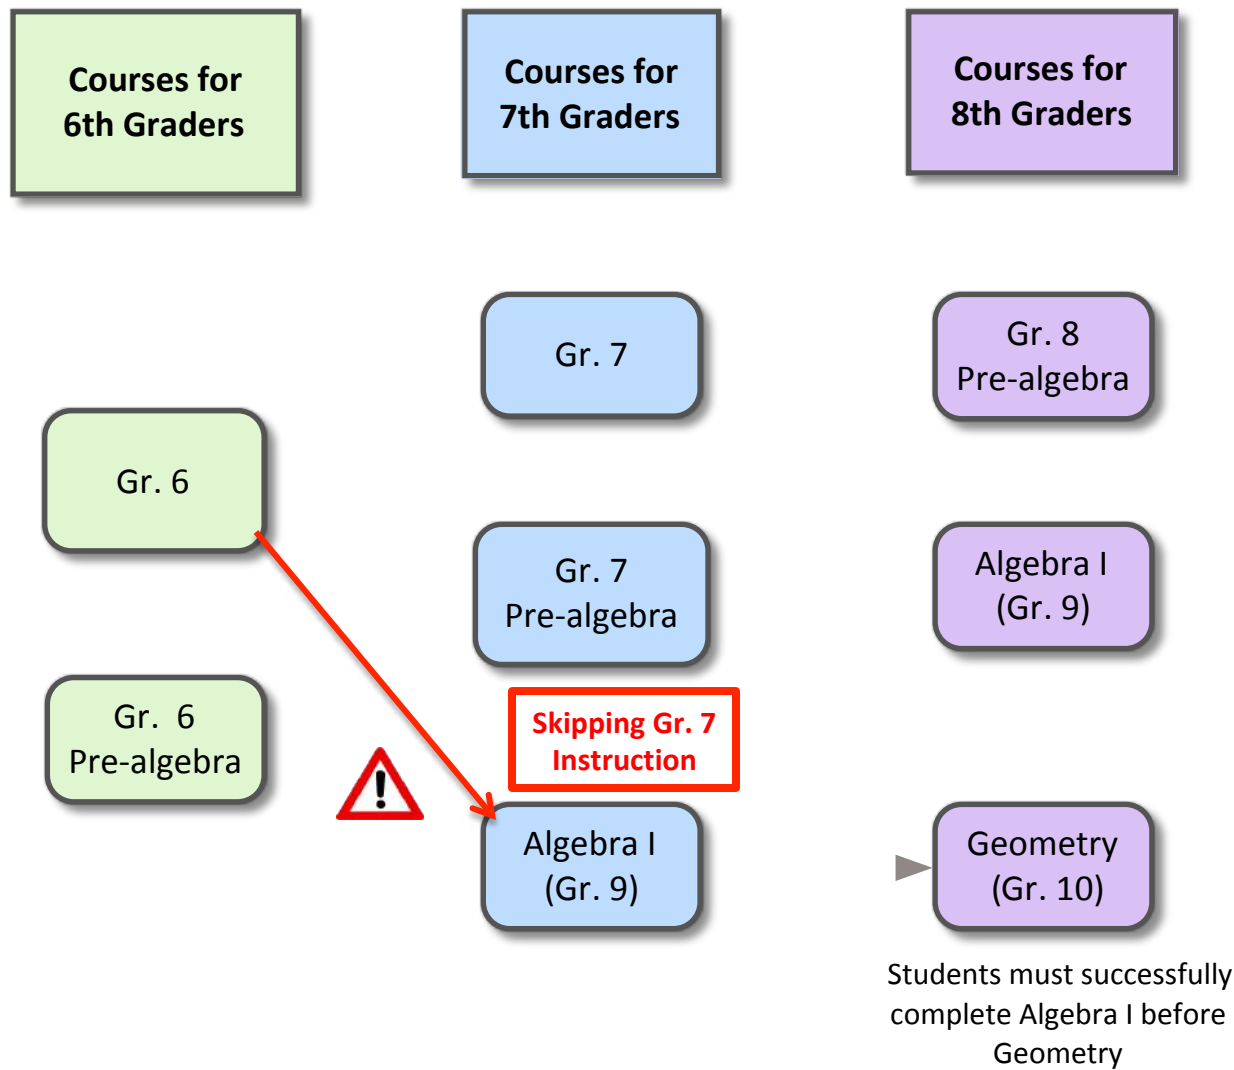 Courses for
6th Graders
Courses for
7th Graders
Courses for
8th Graders
Gr. 6
Gr.  6
Pre-algebra
Gr. 7
Gr. 7
Pre-algebra
Skipping Gr. 7
Instruction
Algebra I
(Gr. 9)
Gr. 8
Pre-algebra
Algebra I
(Gr. 9)
Geometry
(Gr. 10)
Students must successfully
complete Algebra I before
Geometry